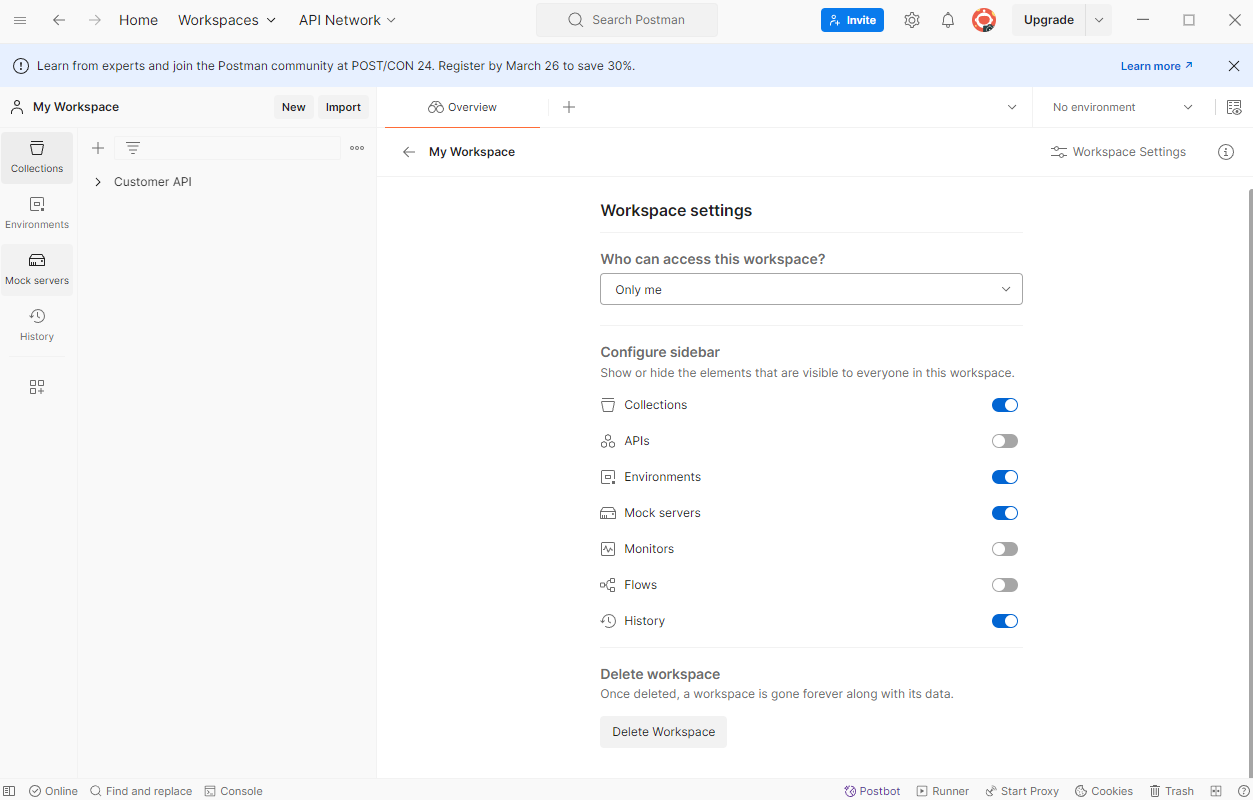 Home
Workspaces
API Network
Search Postman
Invite
Upgrade
Learn from experts and join the Postman community at POST/CON 24. Register by March 26 to save 30%.
Learn more
My Workspace
New
Import
Overview
No environment
Collections
Environments
Mock servers
History
Customer API
My Workspace
Workspace Settings
Workspace settings
Who can access this workspace?
Only me
Configure sidebar
Show or hide the elements that are visible to everyone in this workspace.
Collections
APIs
Environments
Mock servers
Monitors
Flows
History
Delete workspace
Once deleted, a workspace is gone forever along with its data.
Delete Workspace
Online
Find and replace
Console
Postbot
Runner
Start Proxy
Cookies
Trash